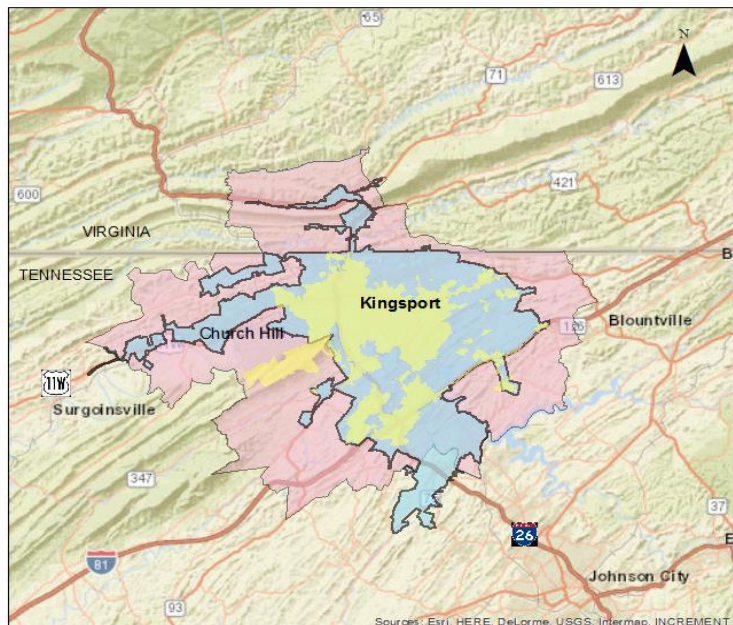 65
N
71
613
600
421
VIRGINIA
TENNESSEE
B
Kingsport
126
Blountville
Church Hill
11W
Surgoinsville
347
37
26
E
81
Johnson City
93
Sources: Esri, HERE, DeLorme, USGS, Intermap, INCREMENT